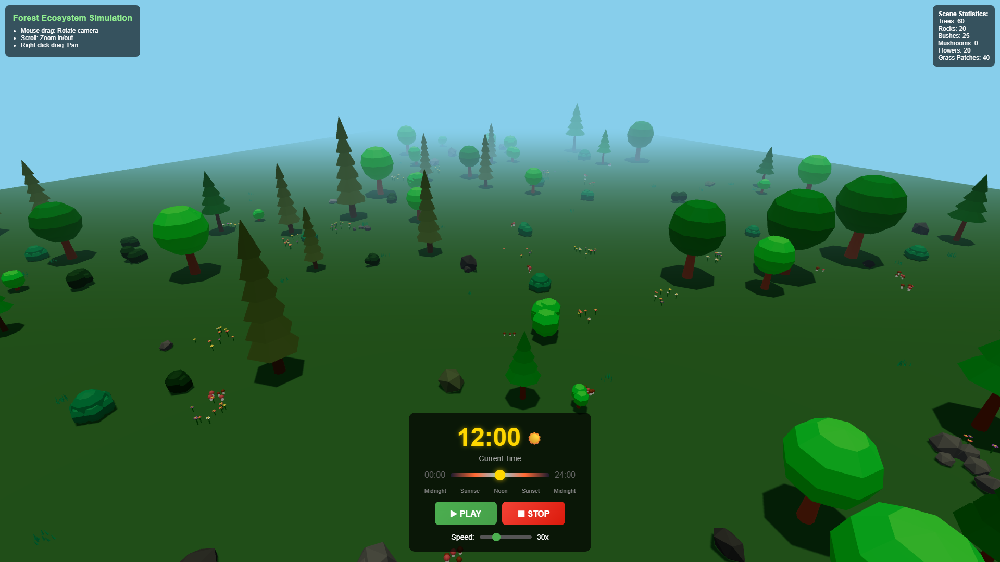 Forest Ecosystem Simulation
Mouse drag: Rotate camera
Scroll: Zoom in/out
Right click drag: Pan
Scene Statistics:
Trees: 60
Rocks: 20
Bushes: 25
Mushrooms: 0
Flowers: 20
Grass Patches: 40
12:00
Current Time
00:00 24:00
Midnight Sunrise Noon Sunset Midnight
PLAY STOP
Speed: 30x